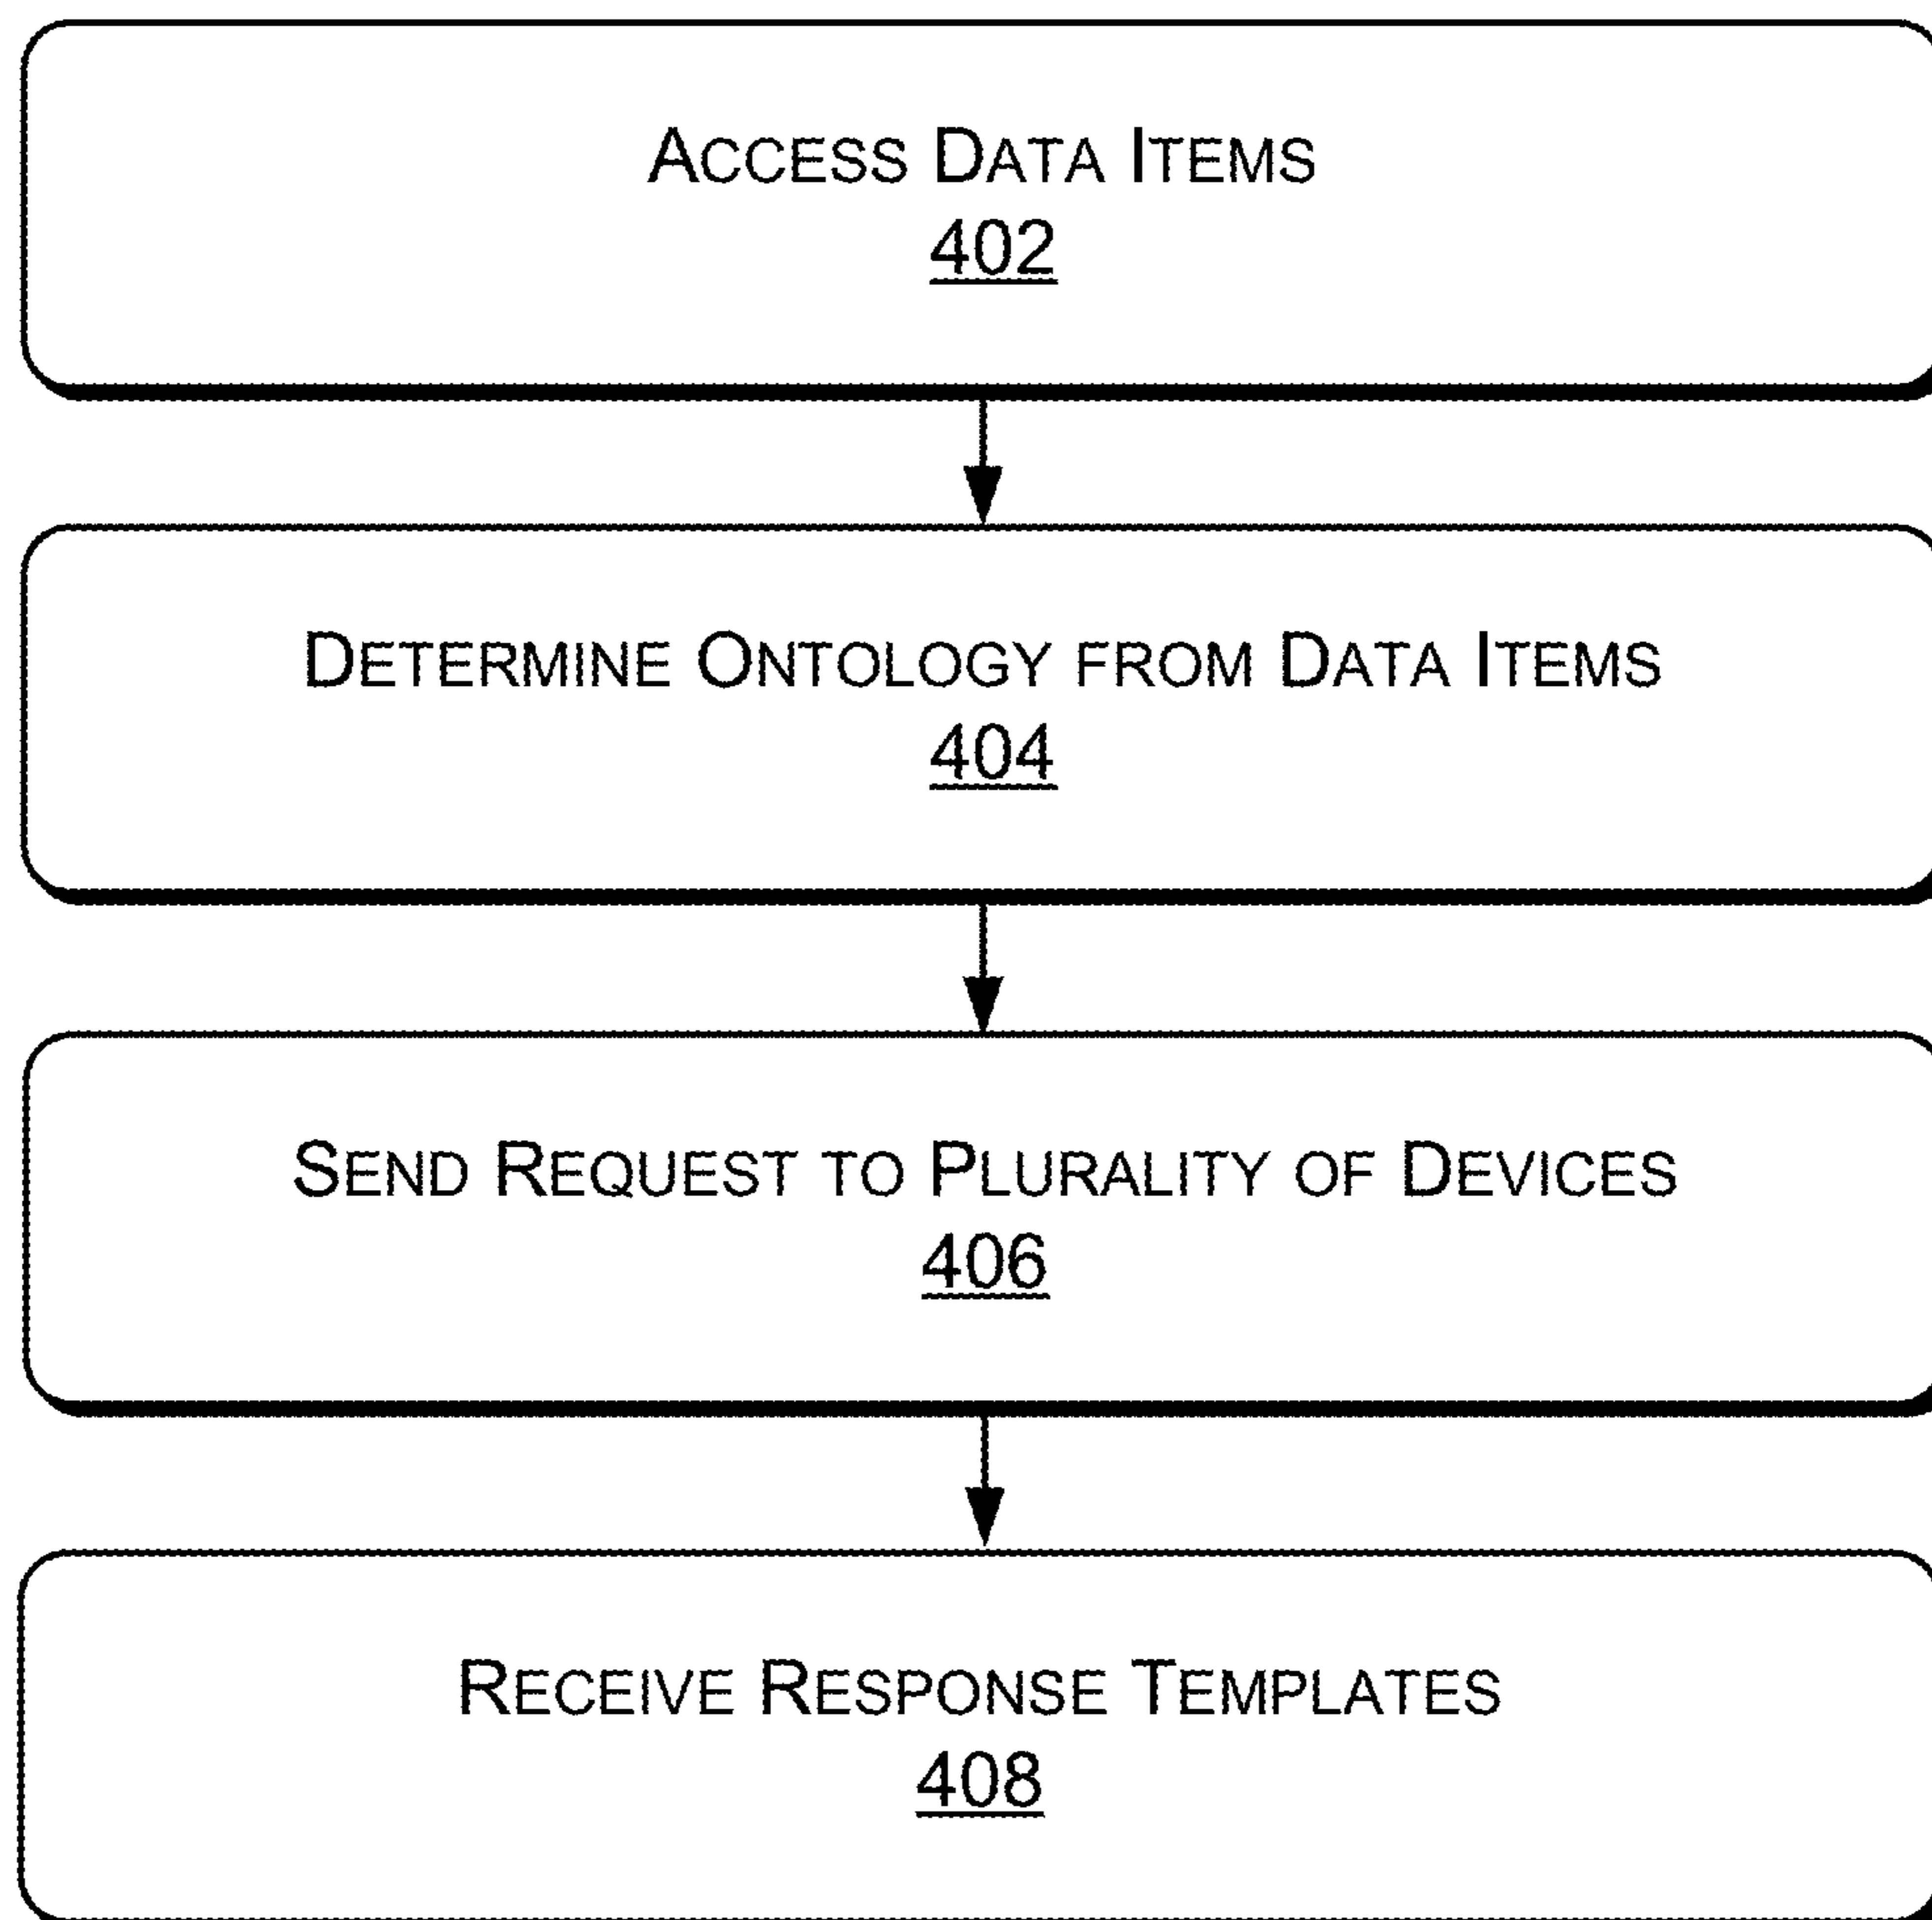 ACCESS DATA ITEMS
402
DETERMINE ONTOLOGY FROM DATA ITEMS
404
SEND REQUEST TO PLURALITY OF DEVICES
406
RECEIVE RESPONSE TEMPLATES
408